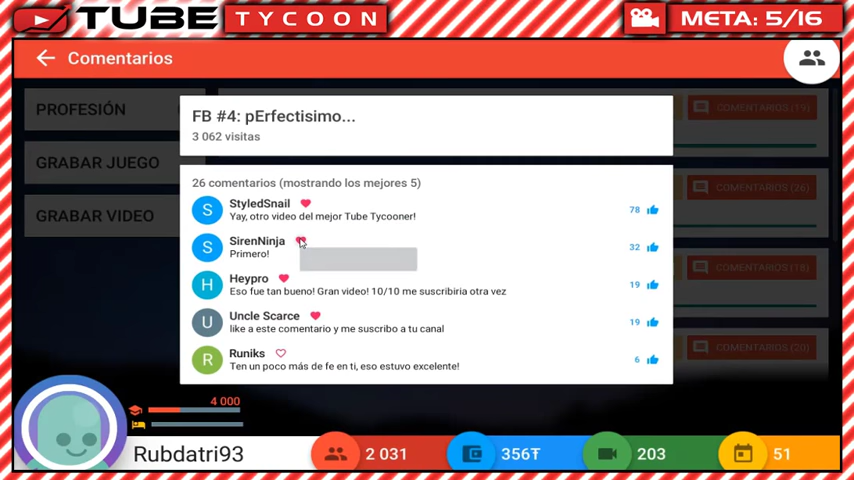 TUBE TYCOON
META: 5/16
Comentarios
PROFESIÓN
GRABAR JUEGO
GRABAR VIDEO
COMENTARIOS (19)
COMENTARIOS (26)
COMENTARIOS (18)
COMENTARIOS (20)
FB #4: pErfectisimo...
3 062 visitas
26 comentarios (mostrando los mejores 5)
S
StyledSnail
Yay, otro video del mejor Tube Tycooner!
78
S
SirenNinja
Primero!
32
H
Heypro
Eso fue tan bueno! Gran video! 10/10 me suscribiria otra vez
19
U
Uncle Scarce
like a este comentario y me suscribo a tu canal
19
R
Runiks
Ten un poco más de fe en ti, eso estuvo excelente!
6
4 000
Rubdatri93
2 031
356₸
203
51